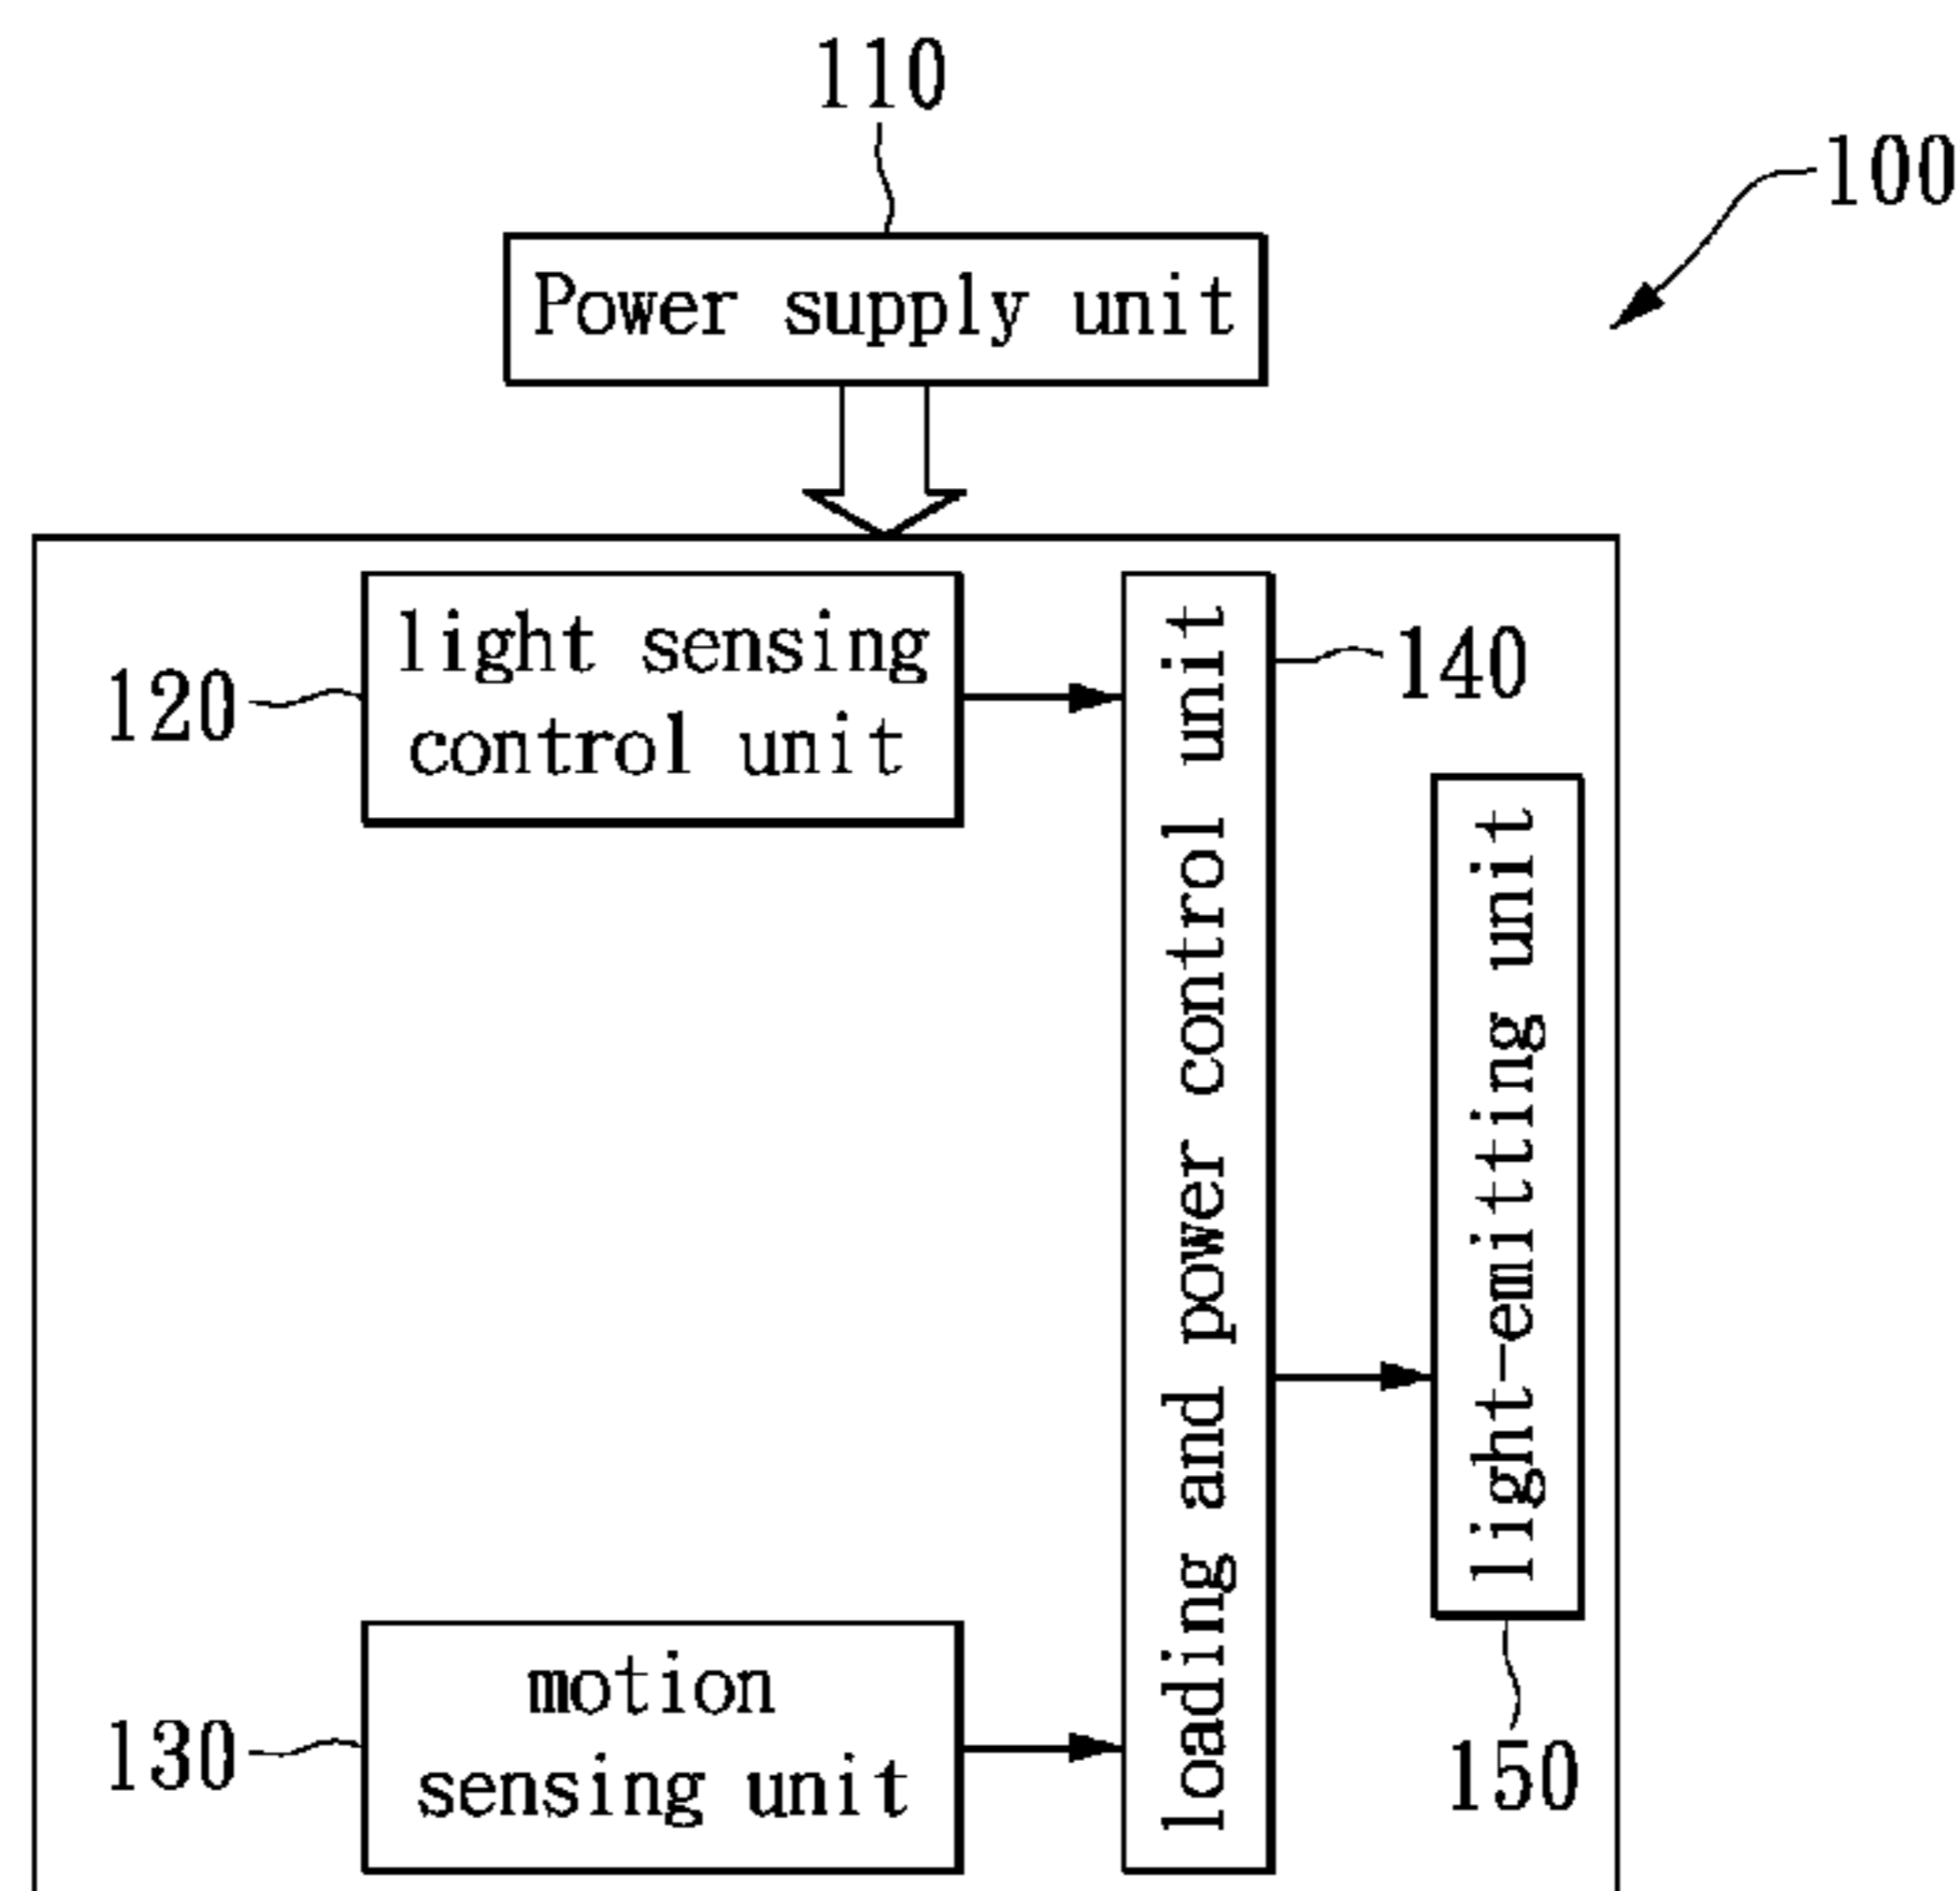 110
100
Power supply unit
light sensing
control unit
120
140
loading and power control unit
light-emitting unit
motion
sensing unit
130
150